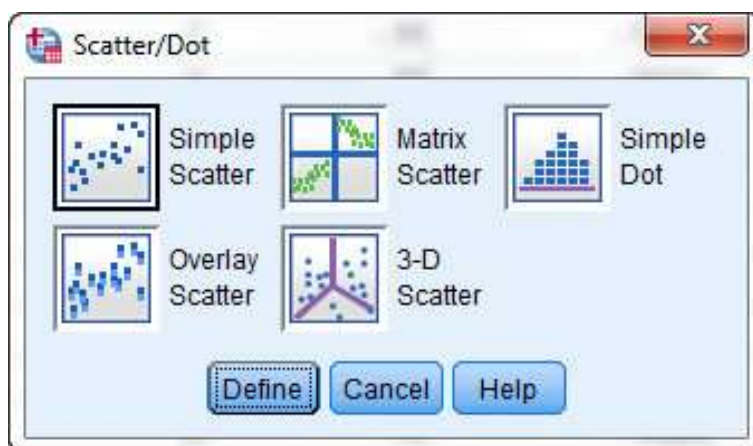 Scatter/Dot
Simple
Scatter
Matrix
Scatter
Simple
Dot
Overlay
Scatter
3-D
Scatter
Define
Cancel
Help